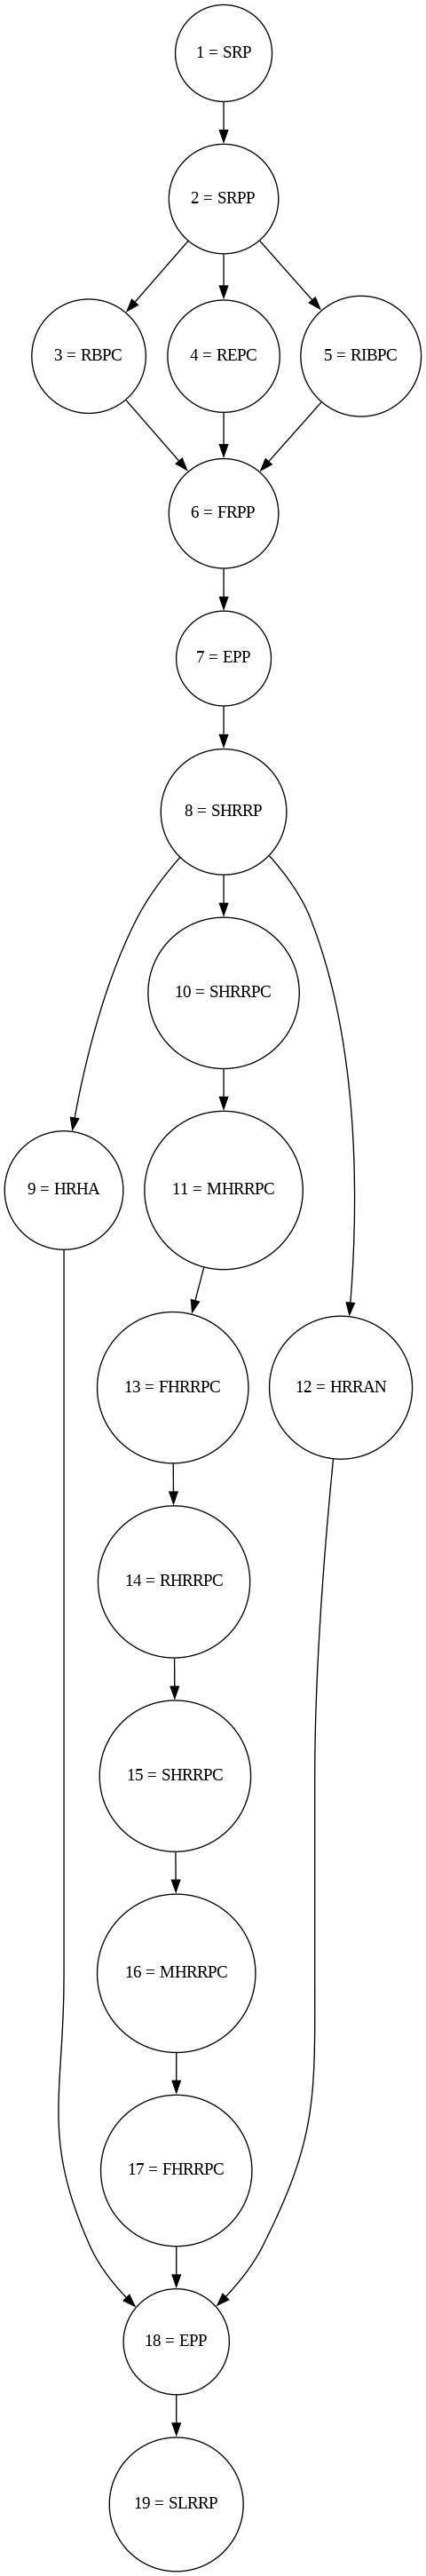 1 = SRP
2 = SRPP
3 = RBPC
4 = REPC
5 = RIBPC
6 = FRPP
7 = EPP
8 = SHRRP
10 = SHRRPC
9 = HRHA
11 = MHRRPC
13 = FHRRPC
12 = HRRAN
14 = RHRRPC
15 = SHRRPC
16 = MHRRPC
17 = FHRRPC
18 = EPP
19 = SLRRP